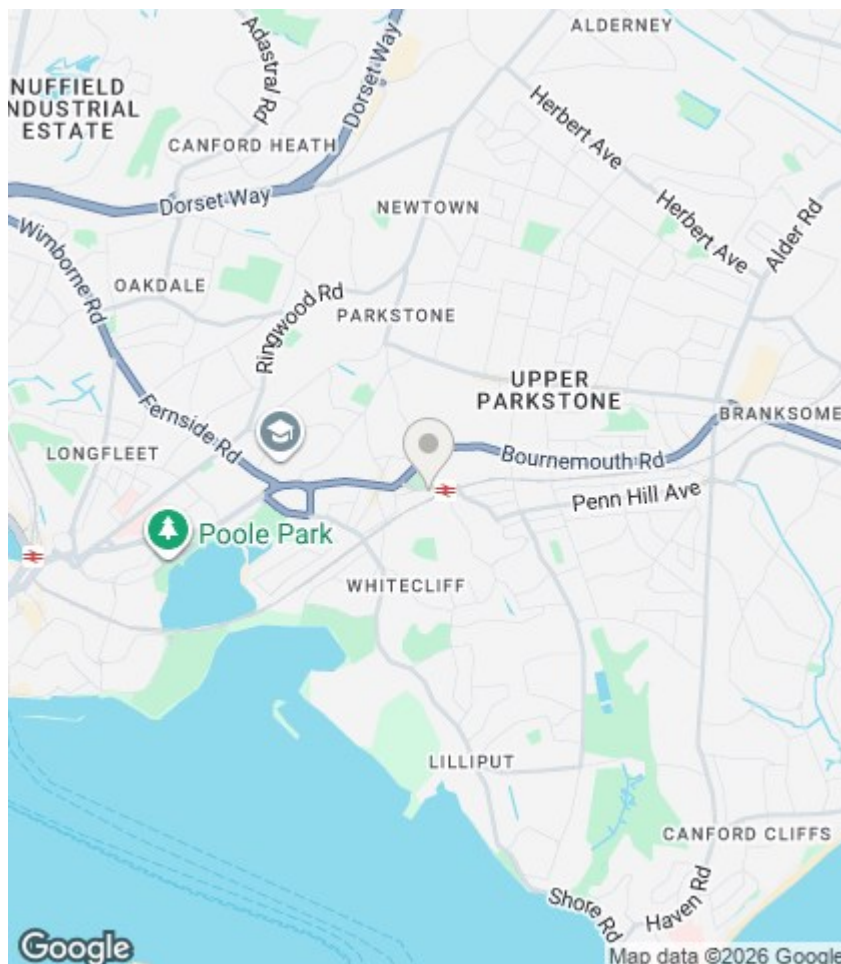 ALDERNEY
Adastral Rd
Dorset Way
NUFFIELD
INDUSTRIAL
ESTATE
Herbert Ave
CANFORD HEATH
Dorset Way
NEWTOWN
Herbert Ave
Alder Rd
Wimborne Rd
OAKDALE
Ringwood Rd
PARKSTONE
UPPER
PARKSTONE
BRANKSOME
Fernside Rd
LONGFLEET
Bournemouth Rd
Penn Hill Ave
Poole Park
WHITECLIFF
LILLIPUT
CANFORD CLIFFS
Shore Rd
Haven Rd
Google
Map data ©2026 Google